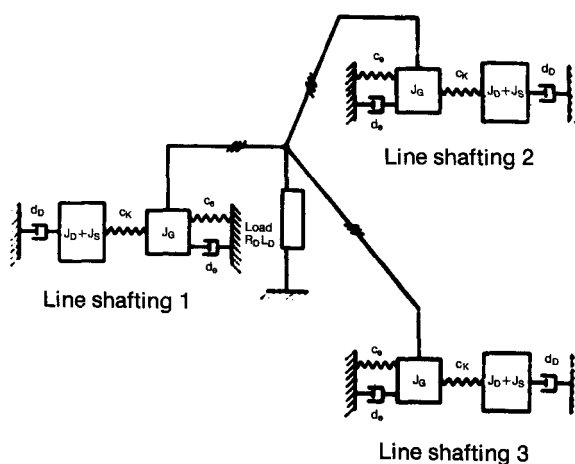 c_e
c_K
d_D
J_G
J_D+J_S
d_e
Line shafting 2
d_D
c_K
c_e
J_D+J_S
J_G
Load
R_D L_D
d_e
Line shafting 1
c_e
c_K
d_D
J_G
J_D+J_S
d_e
Line shafting 3